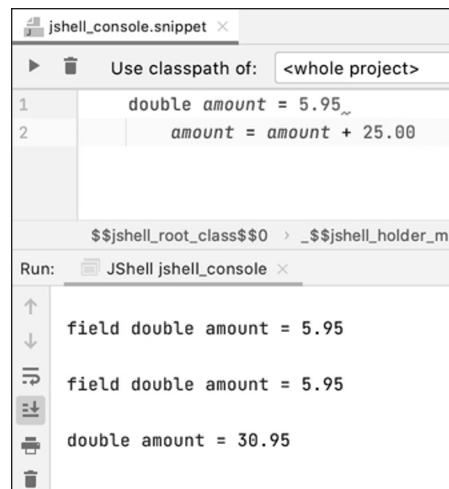 jshell_console.snippet
Use classpath of: <whole project>
1 double amount = 5.95
2 amount = amount + 25.00
$$jshell_root_class$$0 › _$$jshell_holder_m
Run: JShell jshell_console
field double amount = 5.95
field double amount = 5.95
double amount = 30.95